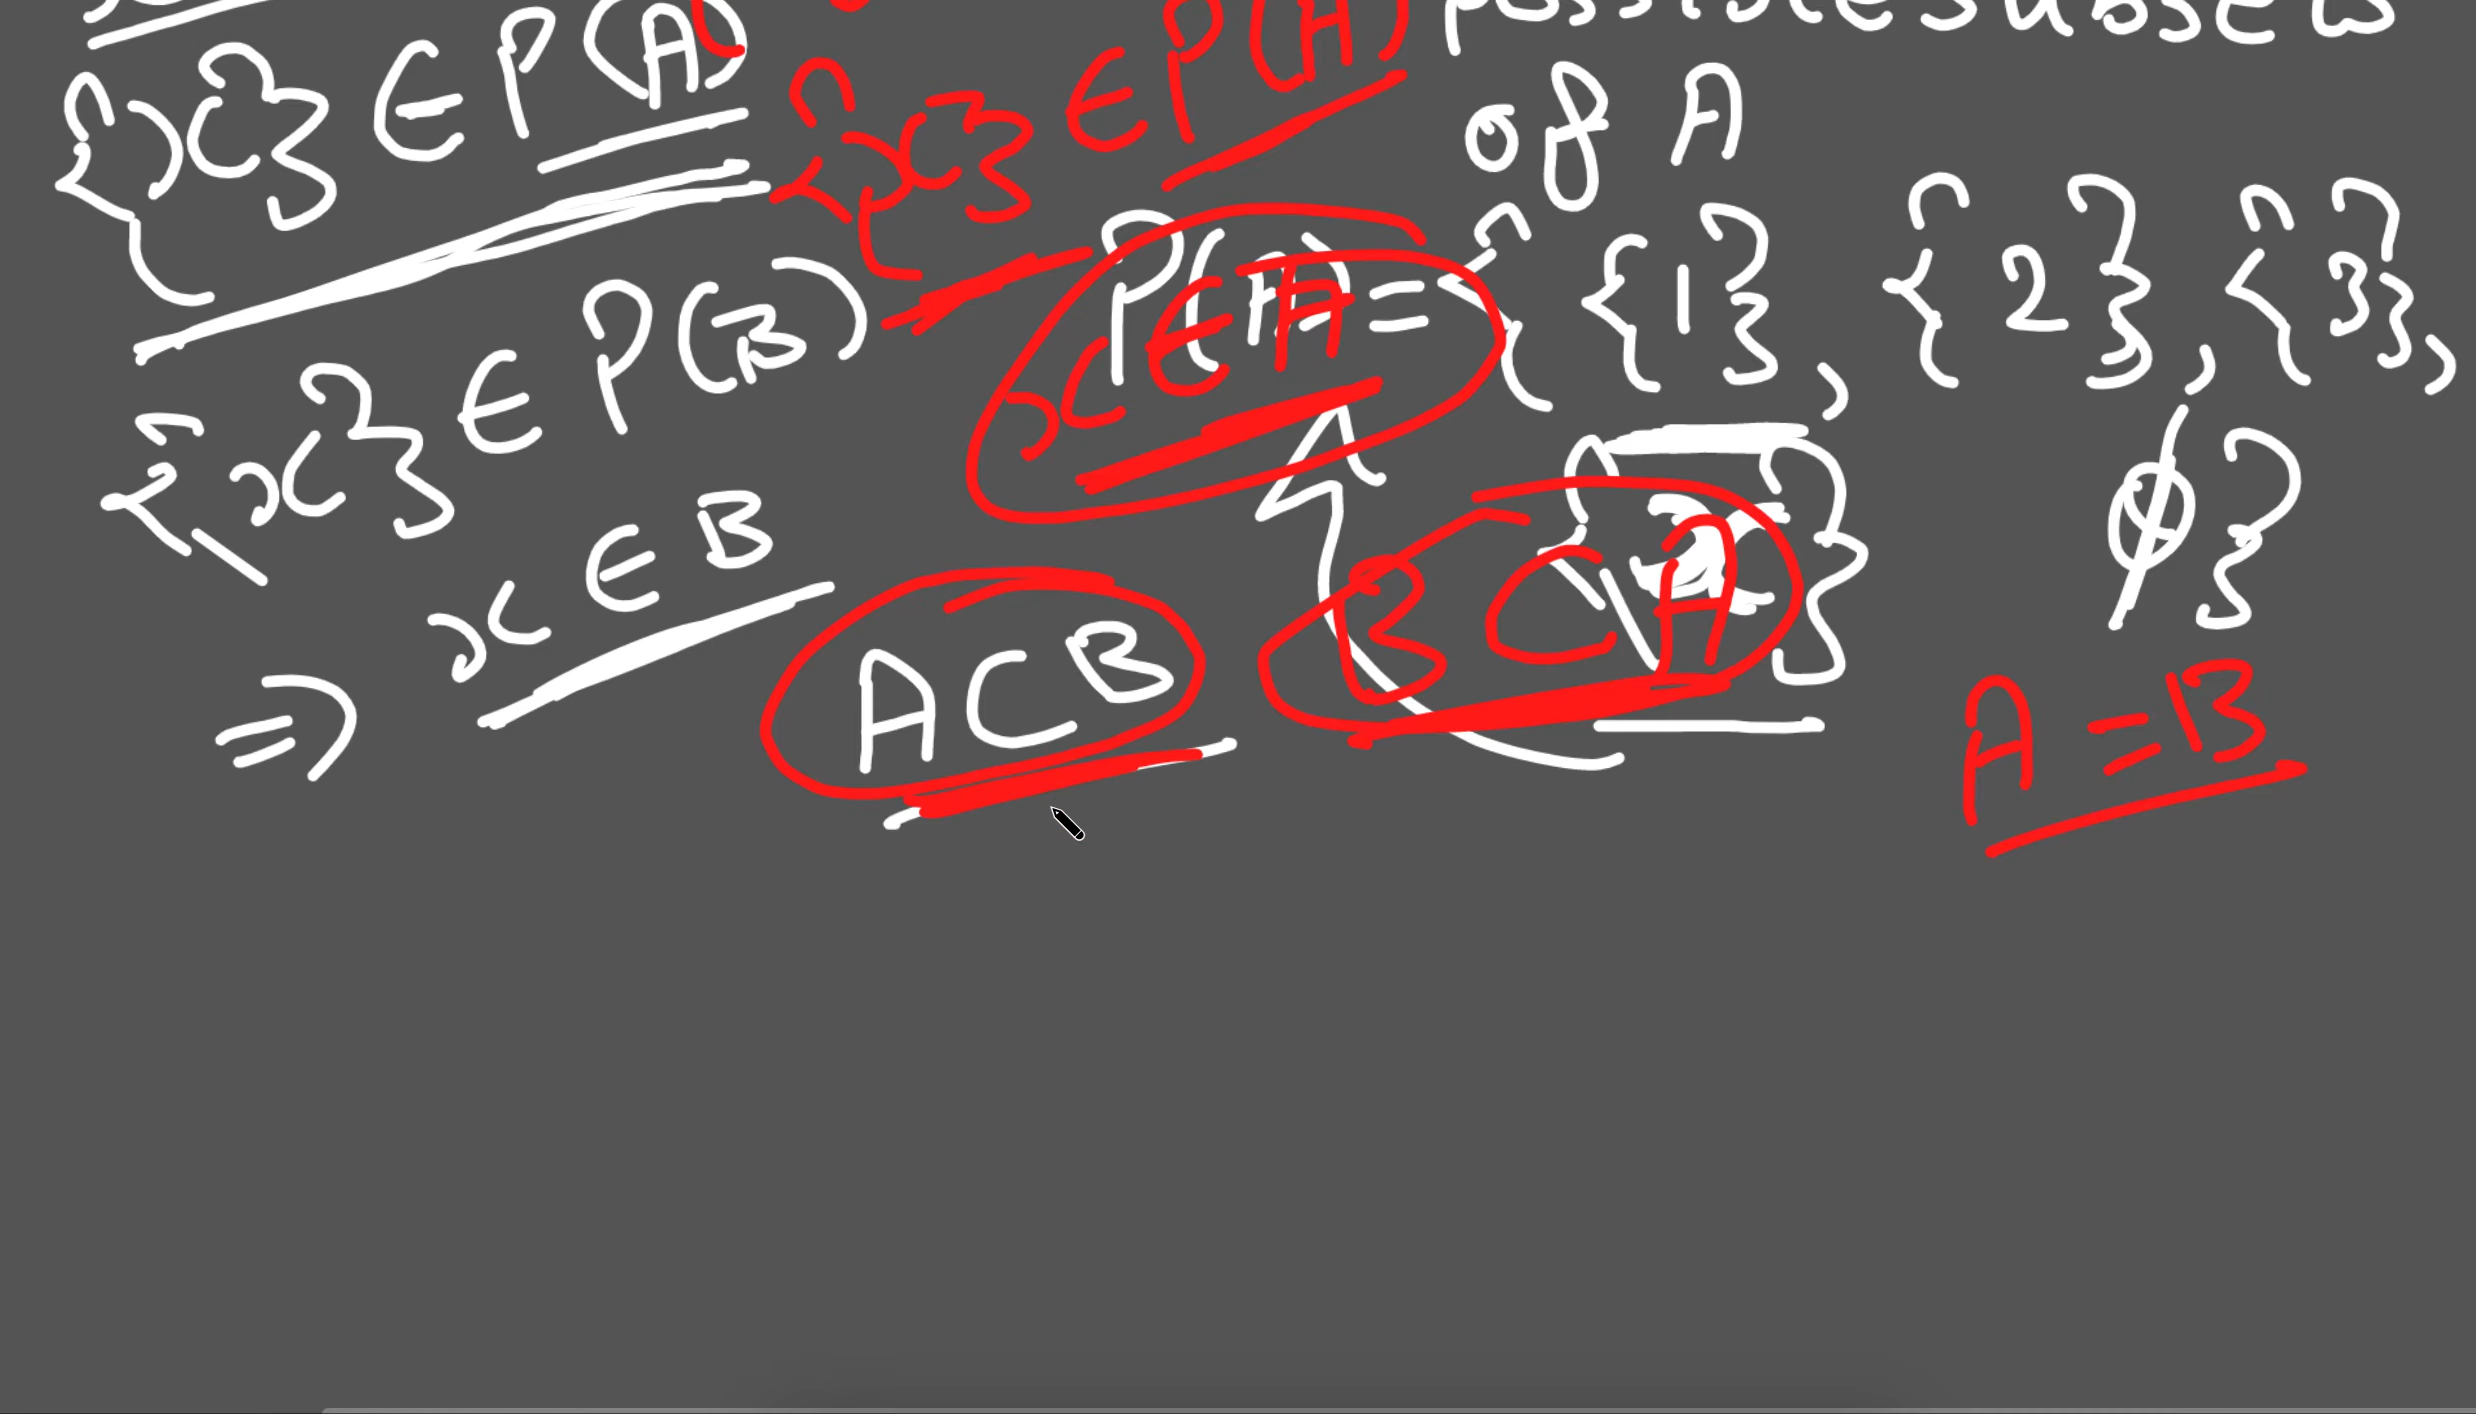 possible subsets
{x} ∈ P(A)
{x} ∈ P(A)
of A
{x} ∈ P(B)
P(A) = { {1}, {2}, {3},
x ∈ A
ϕ }
x ∈ B
⇒ A ⊂ B
B ⊂ A
A = B